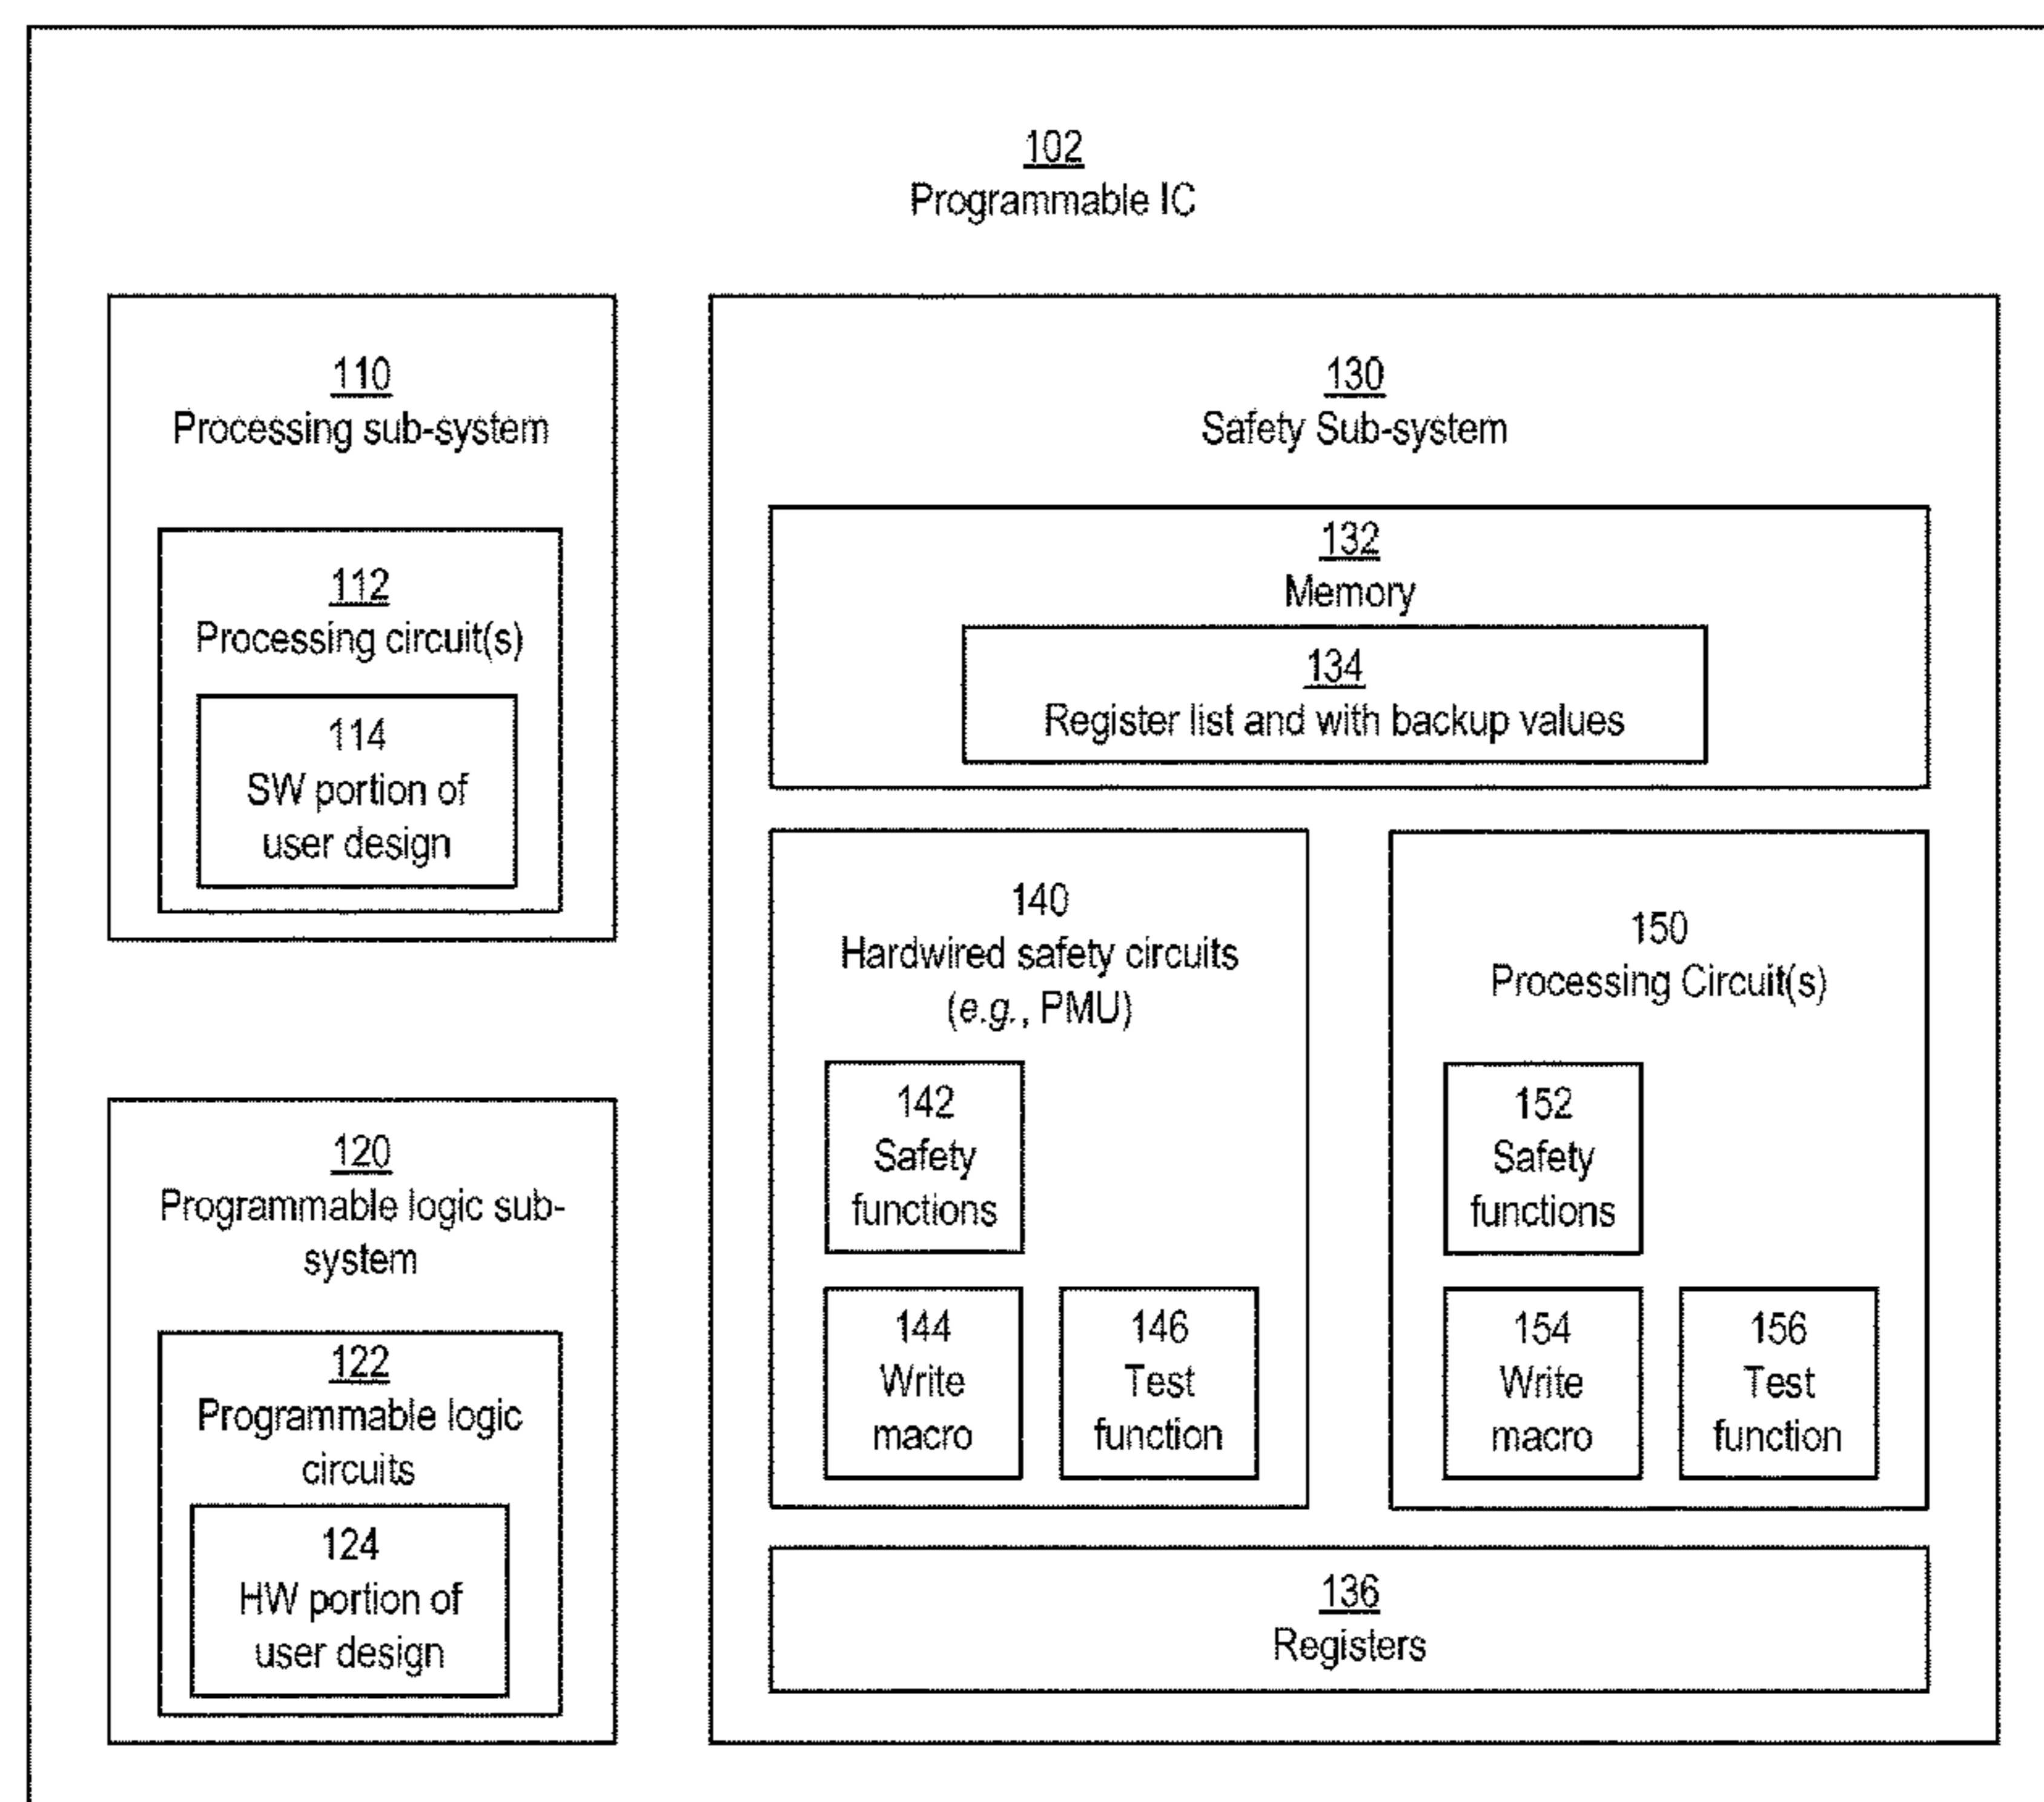 102
Programmable IC
110
Processing sub-system
112
Processing circuit(s)
114
SW portion of
user design
120
Programmable logic sub-
system
122
Programmable logic
circuits
124
HW portion of
user design
130
Safety Sub-system
132
Memory
134
Register list and with backup values
140
Hardwired safety circuits
(e.g., PMU)
142
Safety
functions
144
Write
macro
146
Test
function
150
Processing Circuit(s)
152
Safety
functions
154
Write
macro
156
Test
function
136
Registers